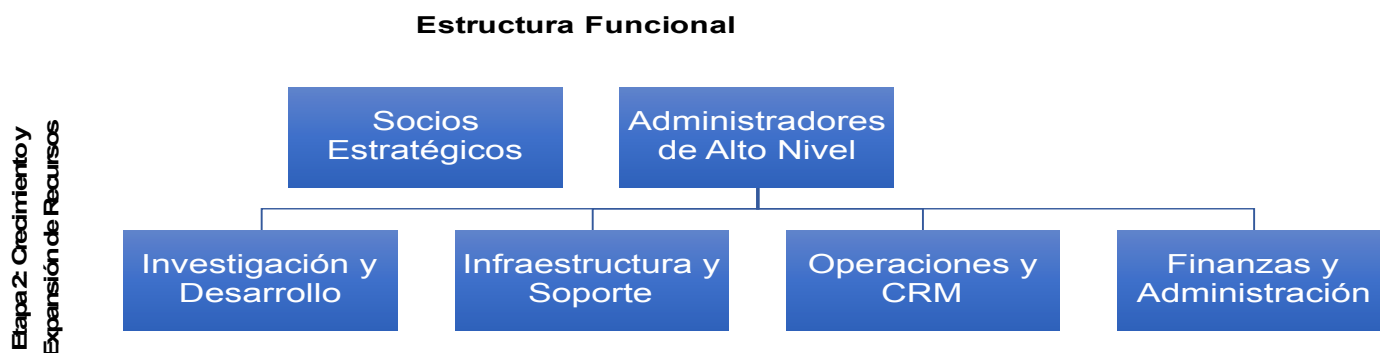 Estructura Funcional
Etapa 2: Crecimiento y
Expansión de Recursos
Socios
Estratégicos
Administradores
de Alto Nivel
Investigación y
Desarrollo
Infraestructura y
Soporte
Operaciones y
CRM
Finanzas y
Administración